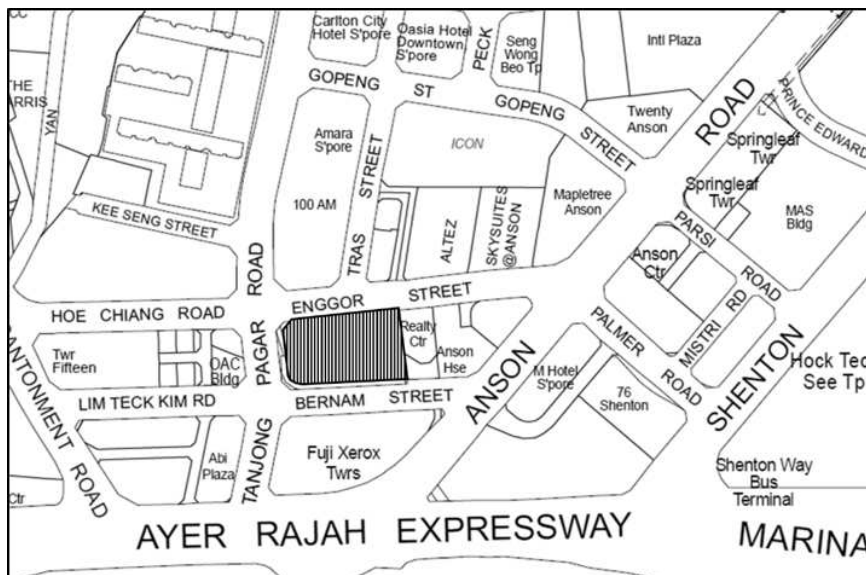 Carlton City
Hotel S'pore
Oasia Hotel
Downtown,
S'pore
PECK
Seng
Wong
Beo Tp
Intl Plaza
THE
YAN
GOPENG ST
GOPENG STREET
Twenty
Anson
ROAD
PRINCE EDWARD
Amara
S'pore
STREET
ICON
Springleaf
Twr
Springleaf
Twr
100 AM
KEE SENG STREET
ALTEZ
SKYSUITES
@ANSON
Mapletree
Anson
PARSI ROAD
MAS
Bldg
ROAD
TRAS
Anson
Ctr
HOE CHIANG ROAD
ENGGOR STREET
MISTRI RD
Twr
Fifteen
OAC
Bldg
PAGAR
Realty
Ctr
Anson
Hse
PALMER ROAD
Hock Tec
See Tp
ANTONMENT ROAD
LIM TECK KIM RD
BERNAM STREET
ANSON
M Hotel
S'pore
76
Shenton
SHENTON
Abi
Plaza
TANJONG
Fuji Xerox
Twrs
Ctr
Shenton Way
Bus
Terminal
AYER RAJAH EXPRESSWAY
MARINA